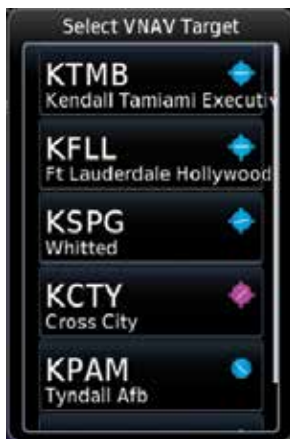 Select VNAV Target
KTMB
Kendall Tamiami Executiv
KFLL
Ft Lauderdale Hollywood
KSPG
Whitted
KCTY
Cross City
KPAM
Tyndall Afb